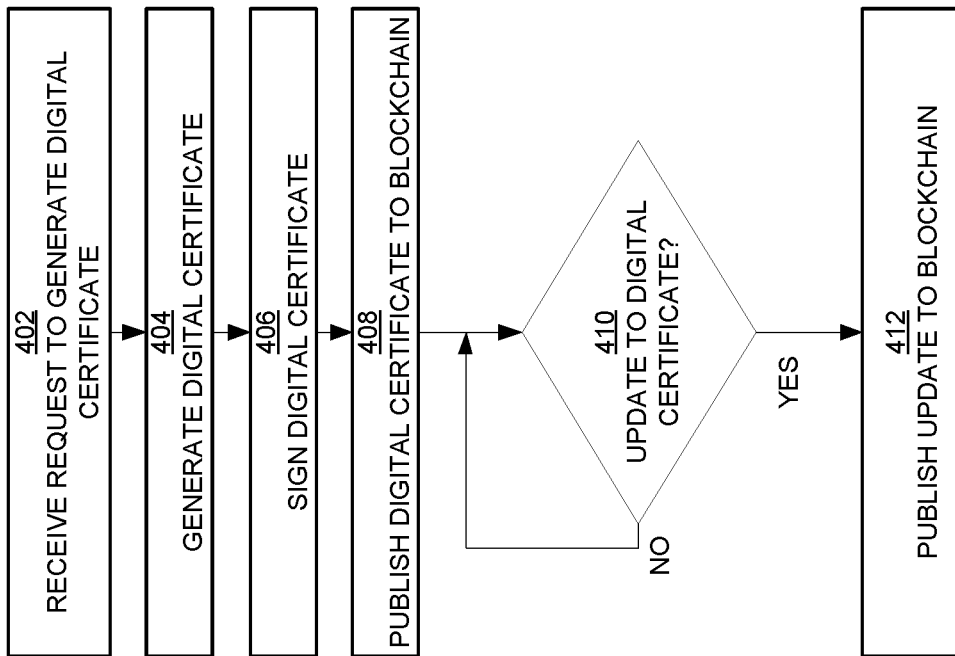 402
RECEIVE REQUEST TO GENERATE DIGITAL
CERTIFICATE
404
GENERATE DIGITAL CERTIFICATE
406
SIGN DIGITAL CERTIFICATE
408
PUBLISH DIGITAL CERTIFICATE TO BLOCKCHAIN
410
UPDATE TO DIGITAL
CERTIFICATE?
NO
YES
412
PUBLISH UPDATE TO BLOCKCHAIN